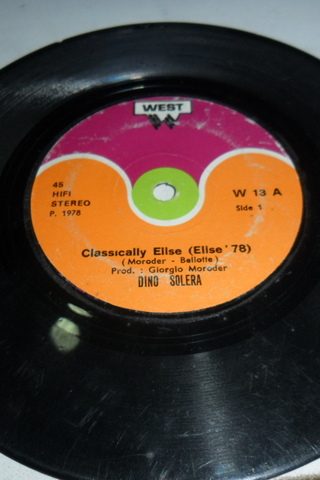 WEST
W
45
HIFI
STEREO
P. 1978
W 13 A
Side 1
Classically Elise (Elise '78)
(Moroder - Bellotte)
Prod. : Giorgio Moroder
DINO SOLERA